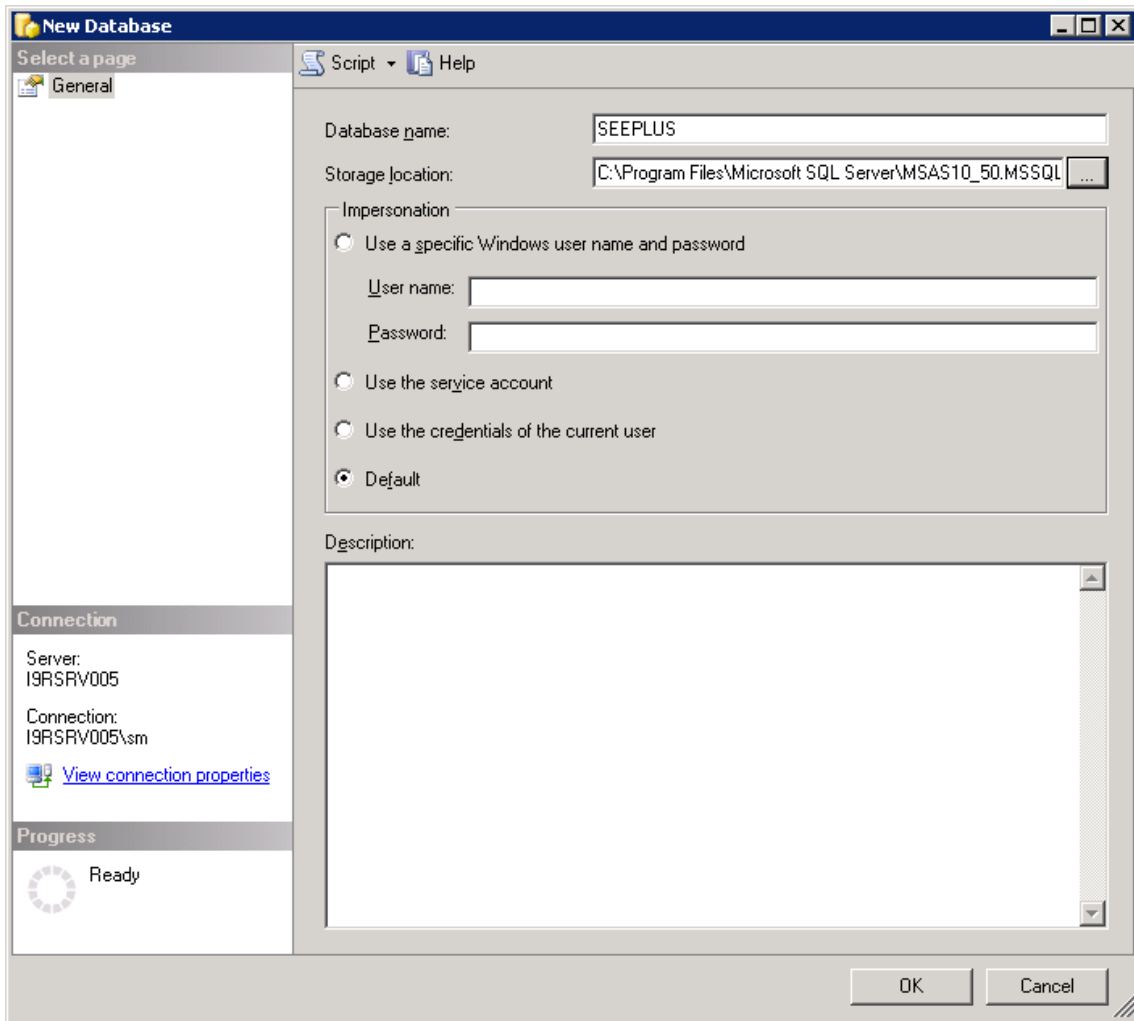 New Database
Select a page
General
Script
Help
Database name:
SEEPLUS
Storage location:
C:\Program Files\Microsoft SQL Server\MSAS10_50.MSSQL
...
Impersonation
Use a specific Windows user name and password
User name:
Password:
Use the service account
Use the credentials of the current user
Default
Description:
Connection
Server:
I9RSRV005
Connection:
I9RSRV005\sm
View connection properties
Progress
Ready
OK
Cancel